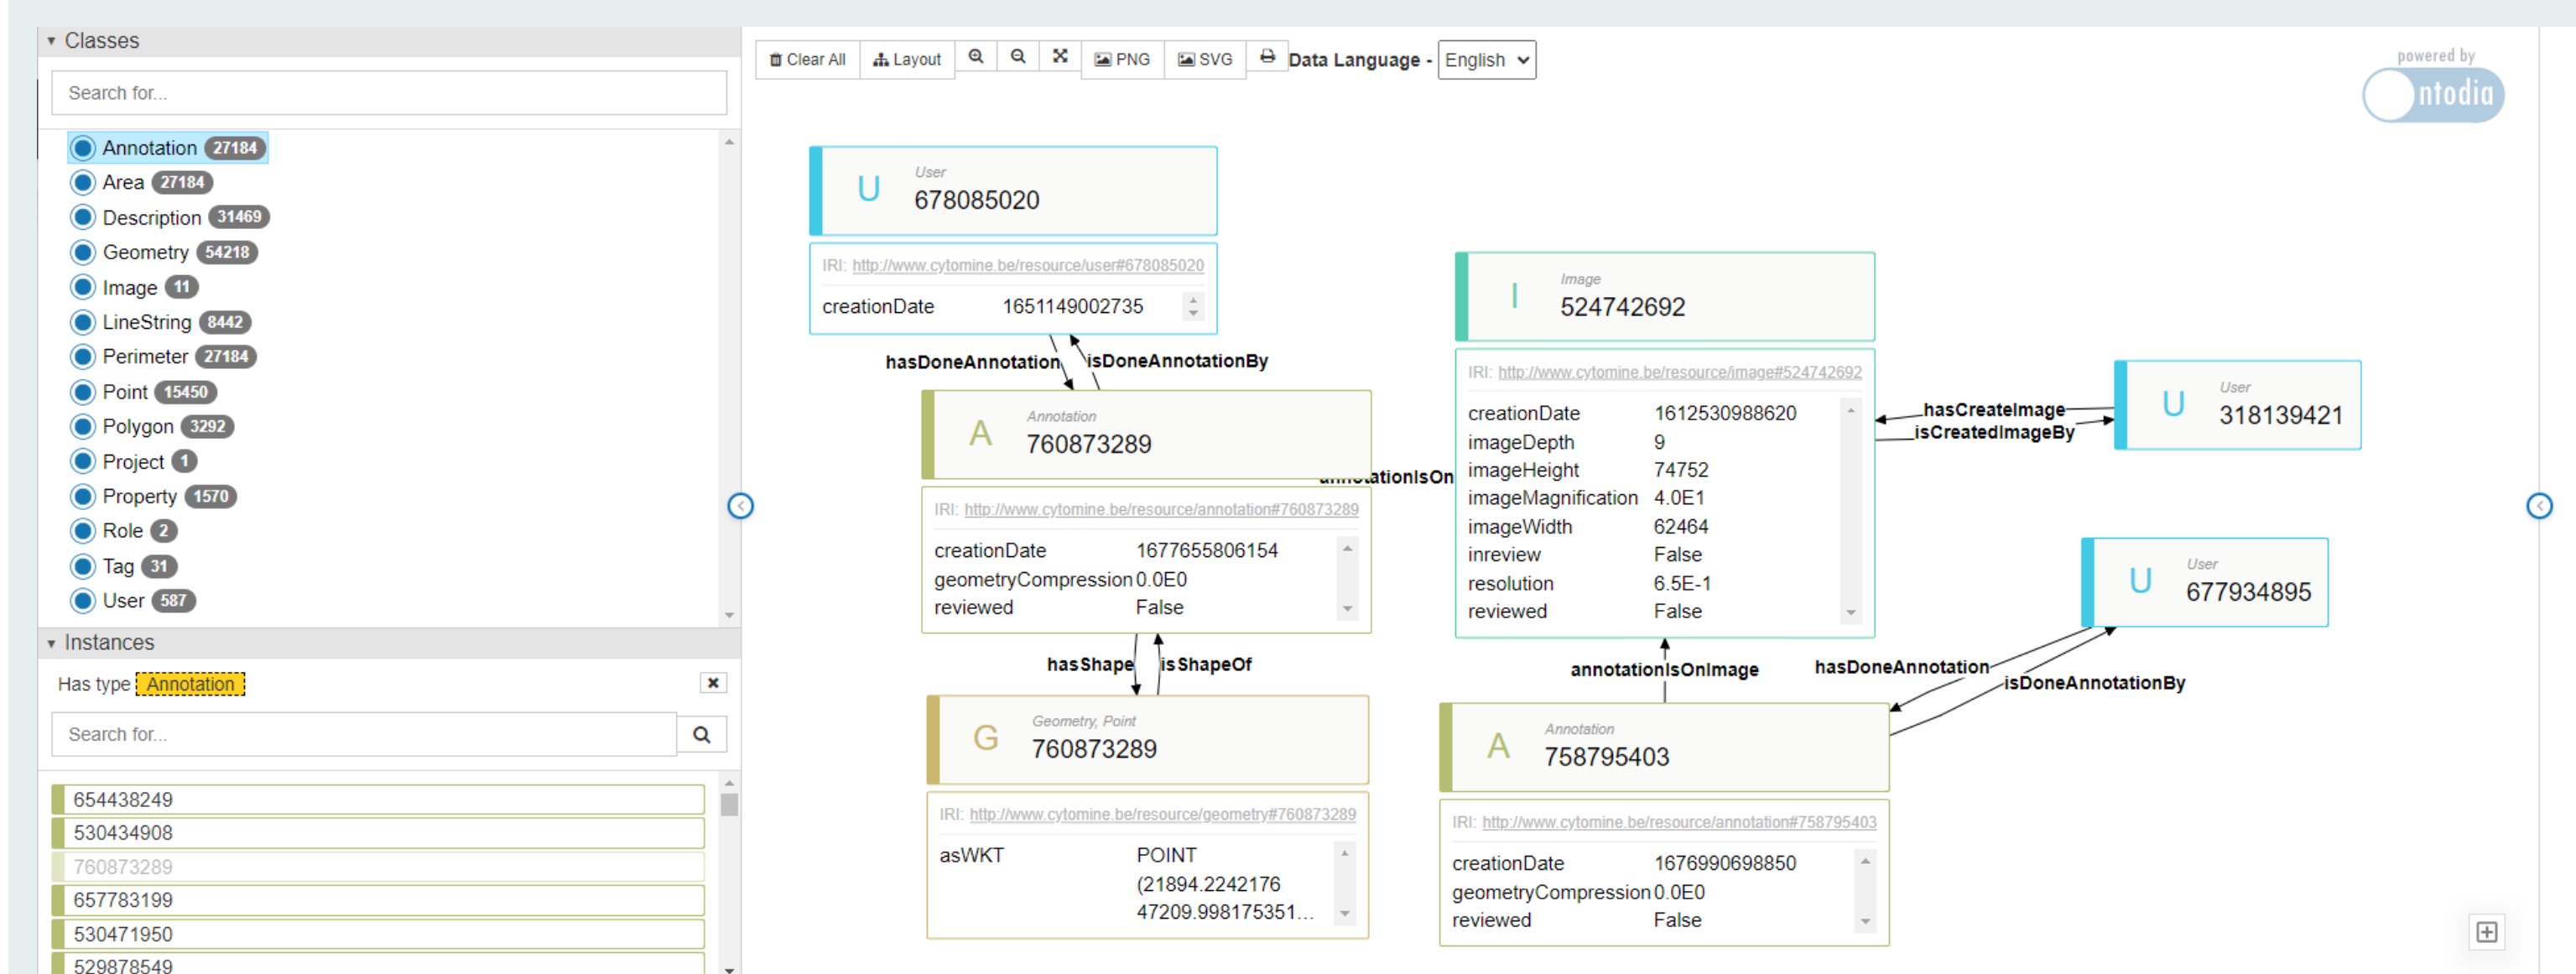 Classes
Search for...
Annotation 27184
Area 27184
Description 31469
Geometry 54218
Image 11
LineString 8442
Perimeter 27184
Point 15450
Polygon 3292
Project 1
Property 1570
Role 2
Tag 31
User 587
Instances
Has type Annotation
Search for...
654438249
530434908
760873289
657783199
530471950
529878549
Clear All Layout PNG SVG Data Language - English
powered by
ntodia
U User
678085020
IRI: http://www.cytomine.be/resource/user#678085020
creationDate 1651149002735
hasDoneAnnotation isDoneAnnotationBy
A Annotation
760873289
IRI: http://www.cytomine.be/resource/annotation#760873289
creationDate 1677655806154
geometryCompression 0.0E0
reviewed False
hasShape isShapeOf
G Geometry, Point
760873289
IRI: http://www.cytomine.be/resource/geometry#760873289
asWKT POINT
(21894.2242176
47209.998175351...
annotationIsOn
I Image
524742692
IRI: http://www.cytomine.be/resource/image#524742692
creationDate 1612530988620
imageDepth 9
imageHeight 74752
imageMagnification 4.0E1
imageWidth 62464
inreview False
resolution 6.5E-1
reviewed False
hasCreateImage
isCreatedImageBy
U User
318139421
U User
677934895
annotationIsOnImage
hasDoneAnnotation
isDoneAnnotationBy
A Annotation
758795403
IRI: http://www.cytomine.be/resource/annotation#758795403
creationDate 1676990698850
geometryCompression 0.0E0
reviewed False